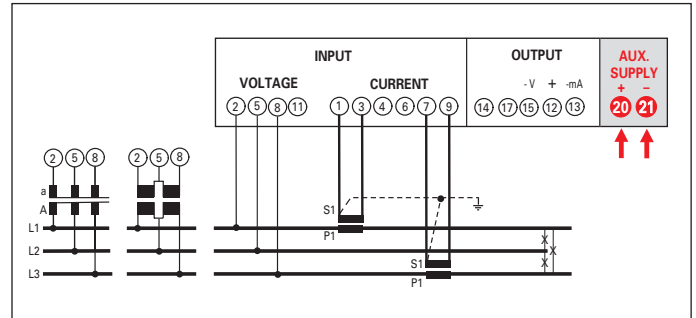 INPUT
OUTPUT
AUX.
SUPPLY
VOLTAGE
CURRENT
- V + -mA
+ −
2 5 8 11 1 3 4 6 7 9 14 17 15 12 13 20 21
2 5 8 2 5 8
a
A
S1
L1
P1
L2
S1
L3
P1
X
X
X